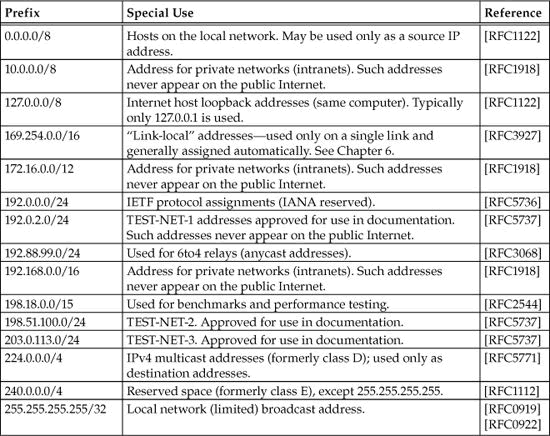 Prefix Special Use Reference
0.0.0.0/8 Hosts on the local network. May be used only as a source IP [RFC1122]
address.
10.0.0.0/8 Address for private networks (intranets). Such addresses [RFC1918]
never appear on the public Internet.
127.0.0.0/8 Internet host loopback addresses (same computer). Typically [RFC1122]
only 127.0.0.1 is used.
169.254.0.0/16 “Link-local” addresses—used only on a single link and [RFC3927]
generally assigned automatically. See Chapter 6.
172.16.0.0/12 Address for private networks (intranets). Such addresses [RFC1918]
never appear on the public Internet.
192.0.0.0/24 IETF protocol assignments (IANA reserved). [RFC5736]
192.0.2.0/24 TEST-NET-1 addresses approved for use in documentation. [RFC5737]
Such addresses never appear on the public Internet.
192.88.99.0/24 Used for 6to4 relays (anycast addresses). [RFC3068]
192.168.0.0/16 Address for private networks (intranets). Such addresses [RFC1918]
never appear on the public Internet.
198.18.0.0/15 Used for benchmarks and performance testing. [RFC2544]
198.51.100.0/24 TEST-NET-2. Approved for use in documentation. [RFC5737]
203.0.113.0/24 TEST-NET-3. Approved for use in documentation. [RFC5737]
224.0.0.0/4 IPv4 multicast addresses (formerly class D); used only as [RFC5771]
destination addresses.
240.0.0.0/4 Reserved space (formerly class E), except 255.255.255.255. [RFC1112]
255.255.255.255/32 Local network (limited) broadcast address. [RFC0919]
[RFC0922]